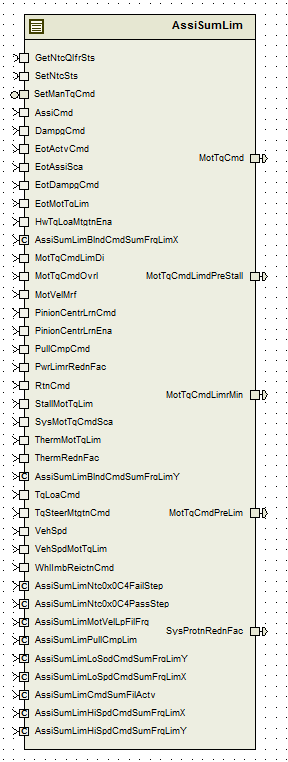 AssiSumLim
GetNtcQlfrSts
SetNtcSts
SetManTqCmd
AssiCmd
DampgCmd
EotActvCmd
EotAssiSca
EotDampgCmd
EotMotTqLim
HwTqLoaMtgtnEna
C AssiSumLimBlndCmdSumFrqLimX
MotTqCmdLimDi
MotTqCmdOvrl
MotVelMrf
PinionCentrLrnCmd
PinionCentrLrnEna
PullCmpCmd
PwrLimrRednFac
RtnCmd
StallMotTqLim
SysMotTqCmdSca
ThermMotTqLim
ThermRednFac
C AssiSumLimBlndCmdSumFrqLimY
TqLoaCmd
TqSteerMtgtnCmd
VehSpd
VehSpdMotTqLim
WhlImbRejctnCmd
C AssiSumLimNtc0x0C4FailStep
C AssiSumLimNtc0x0C4PassStep
C AssiSumLimMotVelLpFilFrq
C AssiSumLimPullCmpLim
C AssiSumLimLoSpdCmdSumFrqLimY
C AssiSumLimLoSpdCmdSumFrqLimX
C AssiSumLimCmdSumFilActv
C AssiSumLimHiSpdCmdSumFrqLimX
C AssiSumLimHiSpdCmdSumFrqLimY
MotTqCmd
MotTqCmdLimdPreStall
MotTqCmdLimrMin
MotTqCmdPreLim
SysProtnRednFac